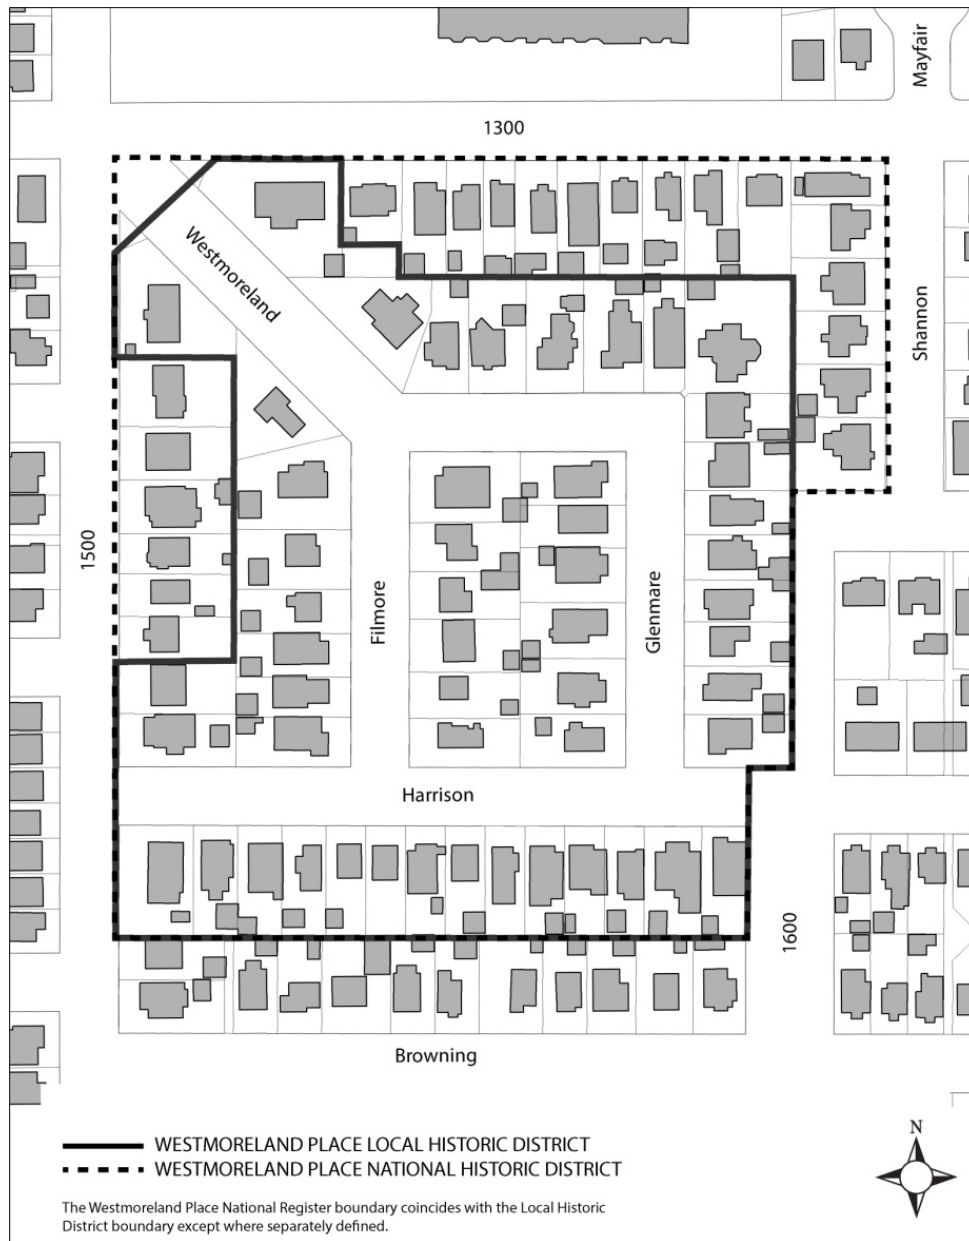 Mayfair
1300
Westmoreland
Shannon
1500
Filmore
Glenmare
Harrison
1600
Browning
WESTMORELAND PLACE LOCAL HISTORIC DISTRICT
WESTMORELAND PLACE NATIONAL HISTORIC DISTRICT
N
The Westmoreland Place National Register boundary coincides with the Local Historic
District boundary except where separately defined.